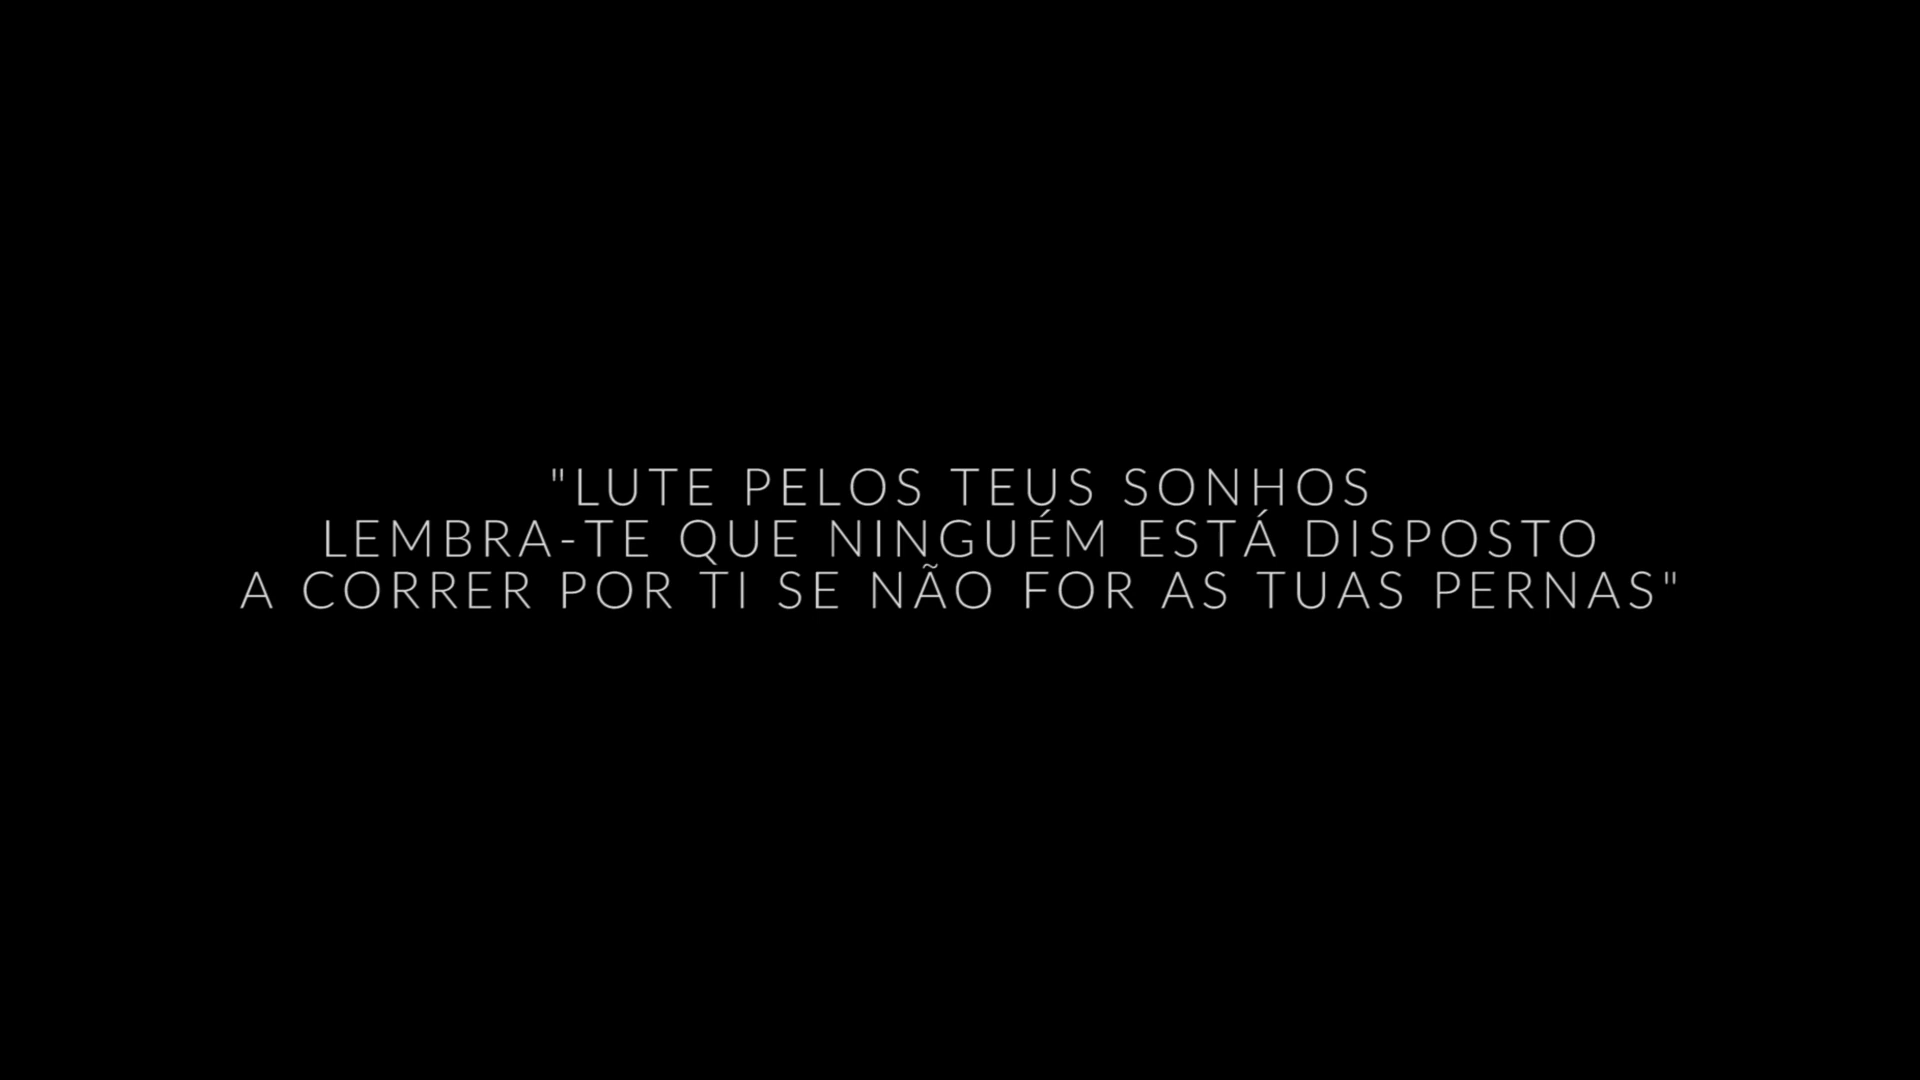 "LUTE PELOS TEUS SONHOS
LEMBRA-TE QUE NINGUÉM ESTÁ DISPOSTO
A CORRER POR TI SE NÃO FOR AS TUAS PERNAS"